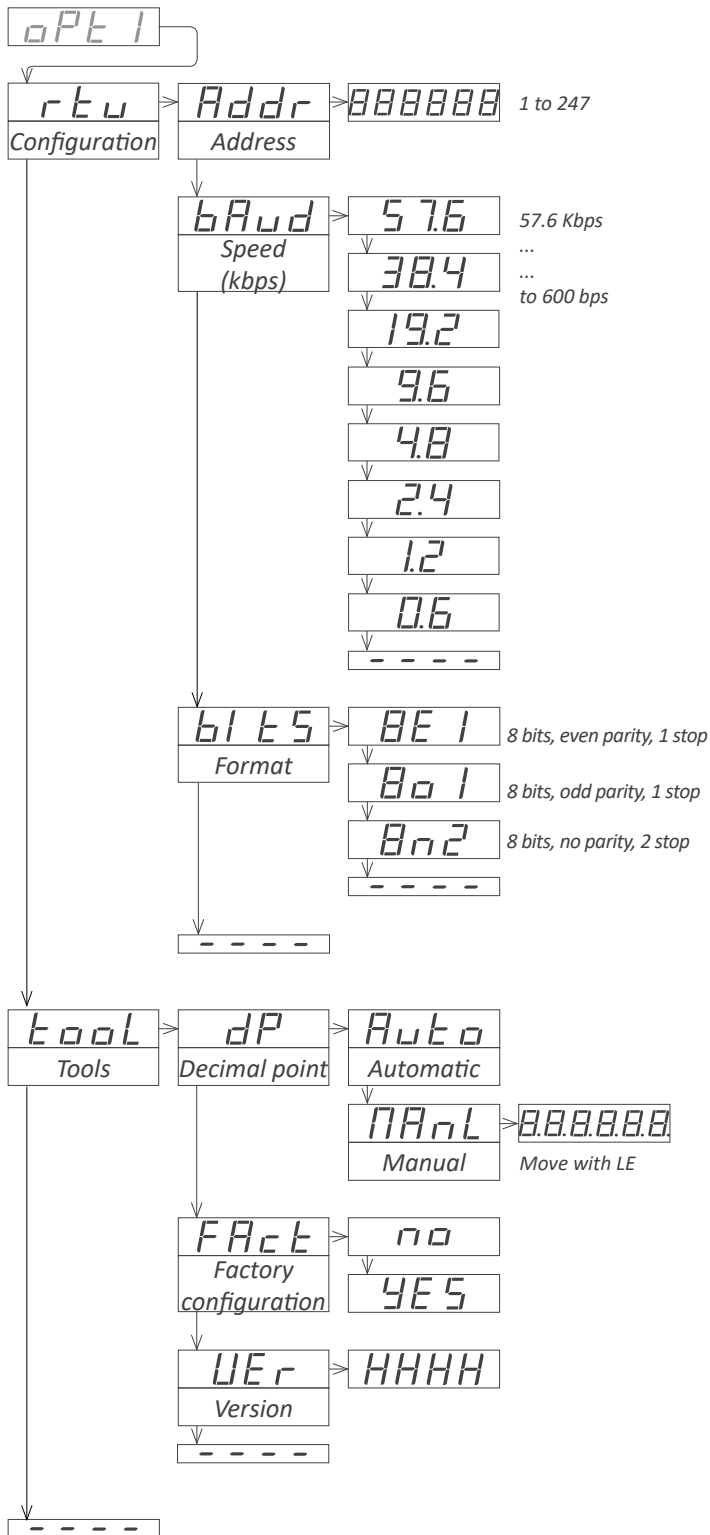 oPt 1
rtu
Configuration
Addr
Address
888888
1 to 247
bAud
Speed
(kbps)
57.6
57.6 Kbps
...
38.4
...
to 600 bps
19.2
9.6
4.8
2.4
1.2
0.6
- - - -
bItS
Format
8E1
8 bits, even parity, 1 stop
8o1
8 bits, odd parity, 1 stop
8n2
8 bits, no parity, 2 stop
- - - -
- - - -
tooL
Tools
dP
Decimal point
Auto
Automatic
MAnL
Manual
8.8.8.8.8.8.
Move with LE
FAct
Factory
configuration
no
YES
VEr
Version
HHHH
- - - -
- - - -